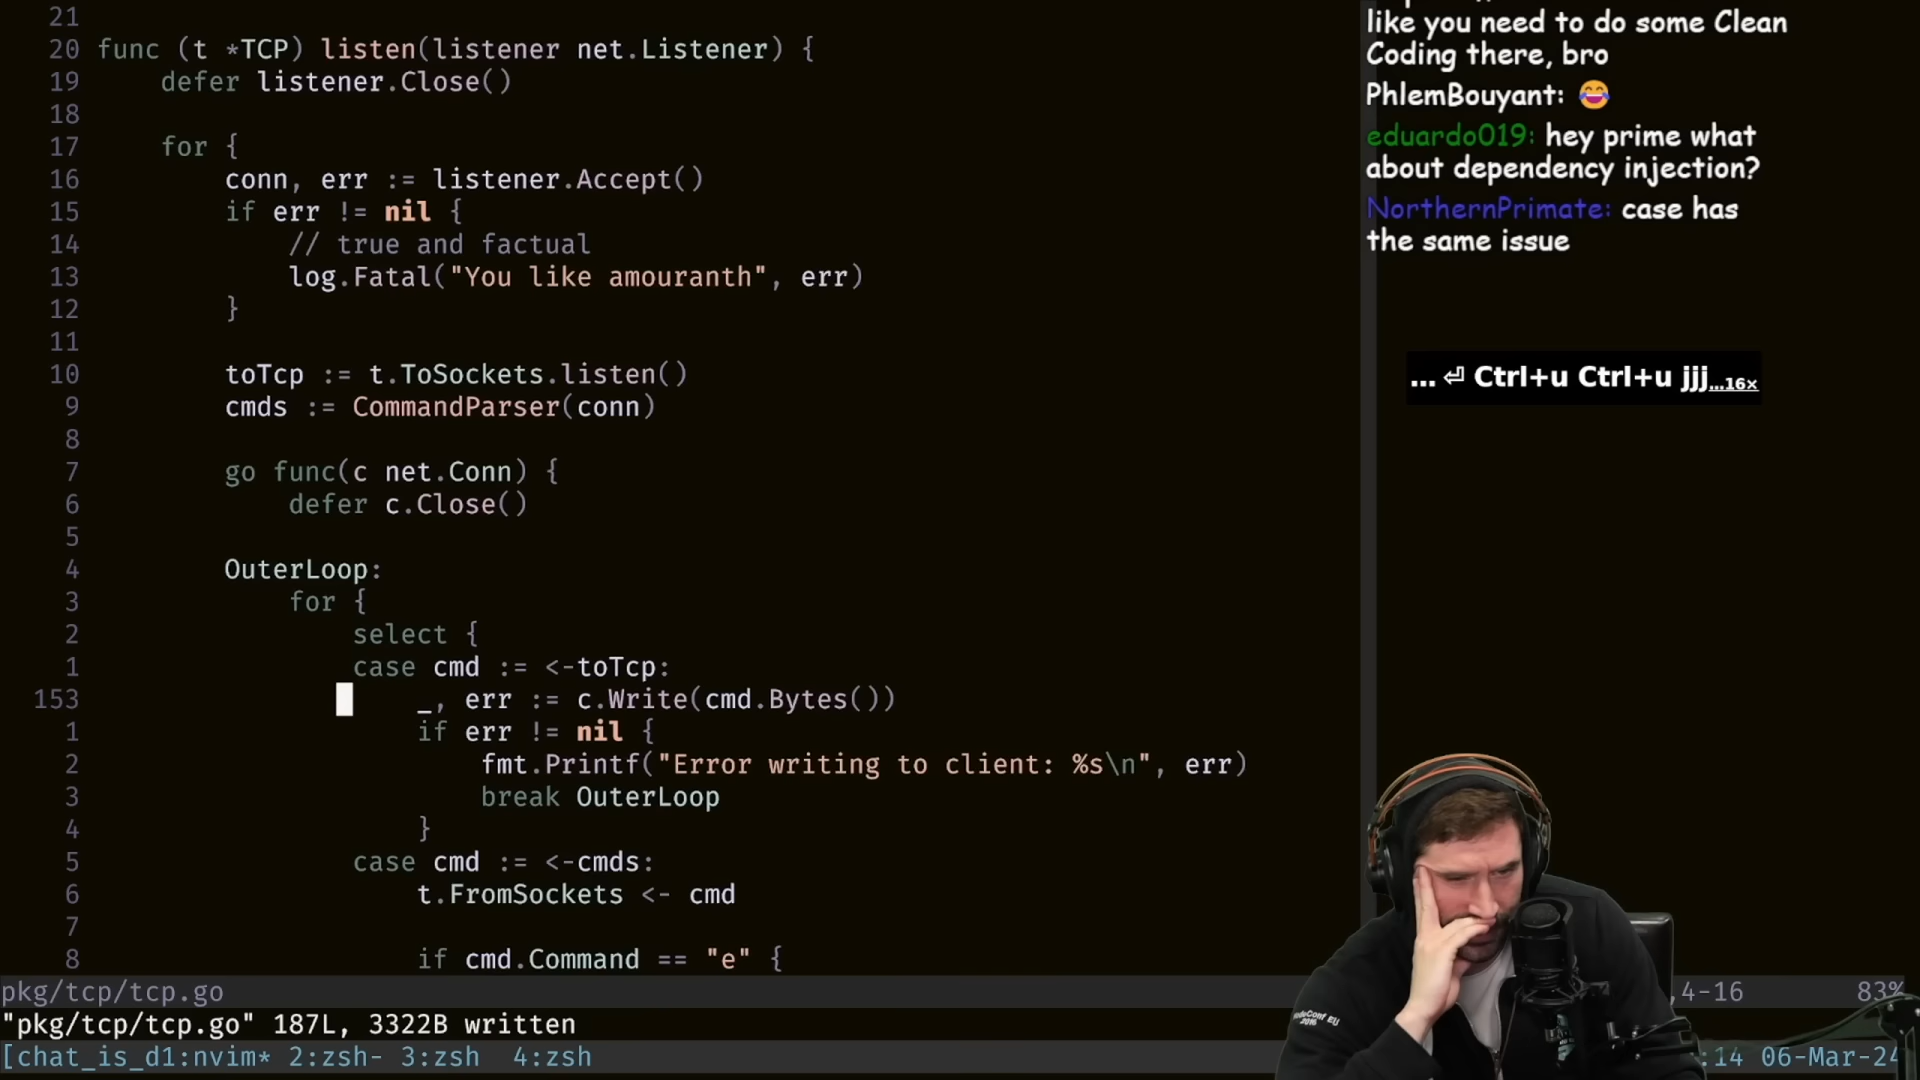 21
20 func (t *TCP) listen(listener net.Listener) {
19 defer listener.Close()
18
17 for {
16 conn, err := listener.Accept()
15 if err != nil {
14 // true and factual
13 log.Fatal("You like amouranth", err)
12 }
11
10 toTcp := t.ToSockets.listen()
9 cmds := CommandParser(conn)
8
7 go func(c net.Conn) {
6 defer c.Close()
5
4 OuterLoop:
3 for {
2 select {
1 case cmd := <-toTcp:
153 _, err := c.Write(cmd.Bytes())
1 if err != nil {
2 fmt.Printf("Error writing to client: %s\n", err)
3 break OuterLoop
4 }
5 case cmd := <-cmds:
6 t.FromSockets <- cmd
7
8 if cmd.Command == "e" {
pkg/tcp/tcp.go ,4-16 83%
"pkg/tcp/tcp.go" 187L, 3322B written
[chat_is_d1:nvim* 2:zsh- 3:zsh 4:zsh :14 06-Mar-24
like you need to do some Clean
Coding there, bro
PhlemBouyant: 😂
eduardo019: hey prime what
about dependency injection?
NorthernPrimate: case has
the same issue
... ⏎ Ctrl+u Ctrl+u jjj...16×